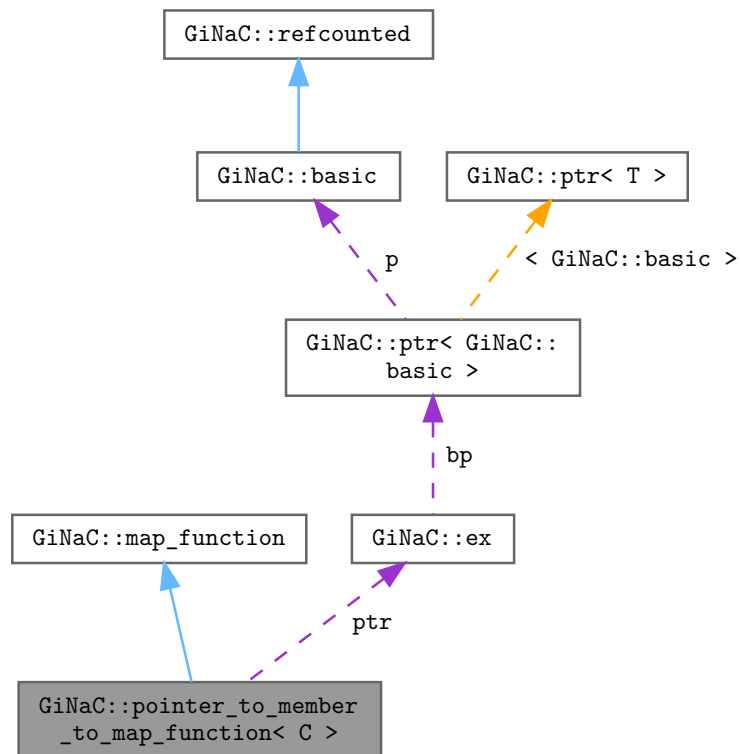 GiNaC::refcounted
GiNaC::basic
GiNaC::ptr< T >
p
< GiNaC::basic >
GiNaC::ptr< GiNaC::
basic >
bp
GiNaC::map_function
GiNaC::ex
ptr
GiNaC::pointer_to_member
_to_map_function< C >